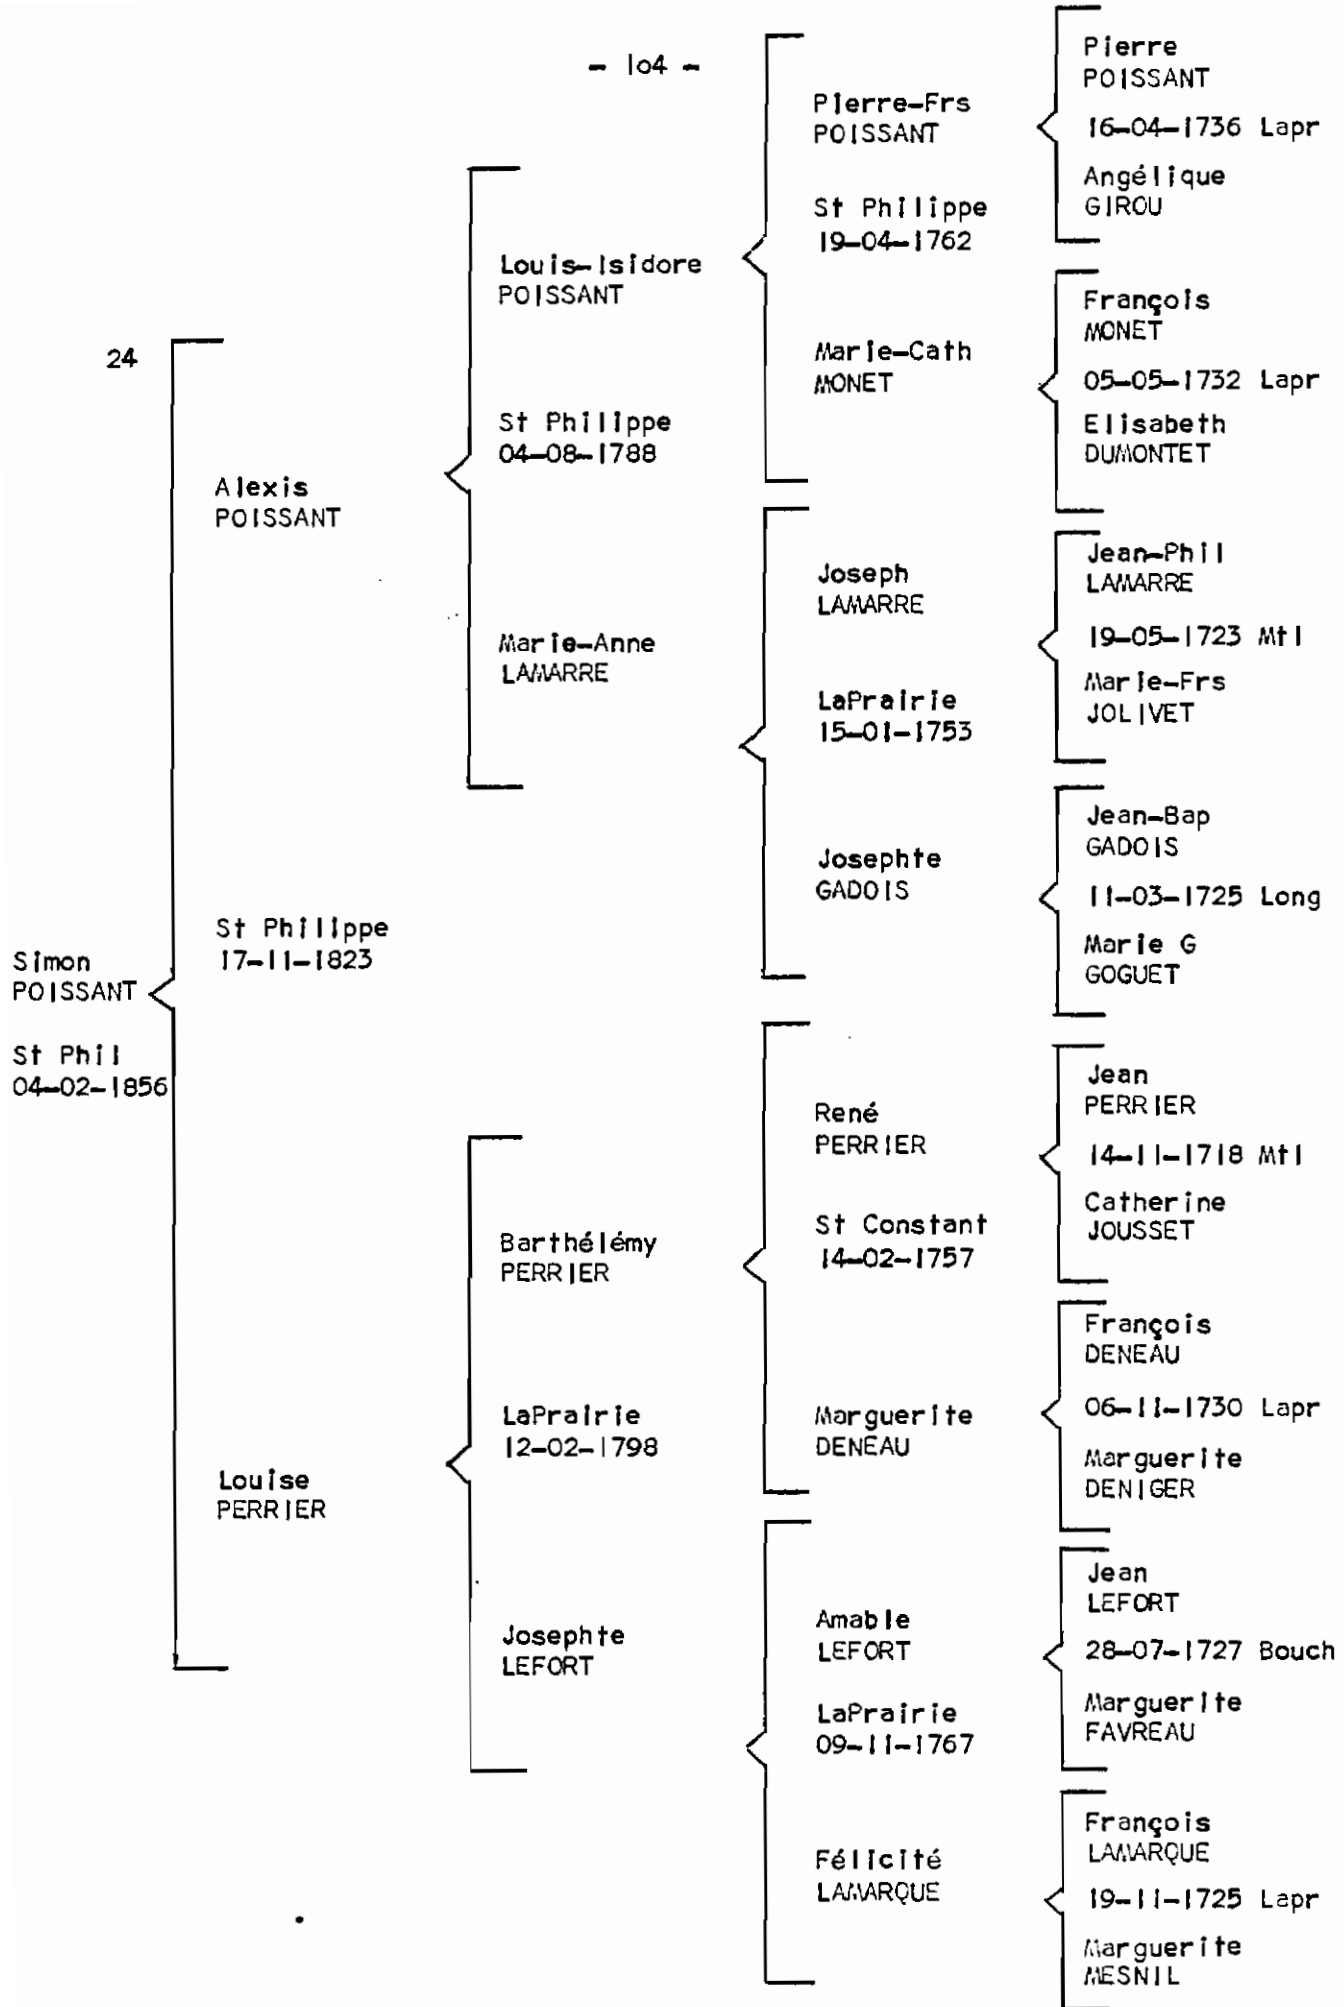 - 1o4 -
24
Simon
POISSANT
St Phil
04-02-1856
Alexis
POISSANT
St Philippe
17-11-1823
Louise
PERRIER
Louis-Isidore
POISSANT
St Philippe
04-08-1788
Marie-Anne
LAMARRE
Barthélémy
PERRIER
LaPrairie
12-02-1798
Josephte
LEFORT
Pierre-Frs
POISSANT
St Philippe
19-04-1762
Marie-Cath
MONET
Joseph
LAMARRE
LaPrairie
15-01-1753
Josephte
GADOIS
René
PERRIER
St Constant
14-02-1757
Marguerite
DENEAU
Amable
LEFORT
LaPrairie
09-11-1767
Félicité
LAMARQUE
Pierre
POISSANT
16-04-1736 Lapr
Angélique
GIROU
François
MONET
05-05-1732 Lapr
Elisabeth
DUMONTET
Jean-Phil
LAMARRE
19-05-1723 Mtl
Marie-Frs
JOLIVET
Jean-Bap
GADOIS
11-03-1725 Long
Marie G
GOGUET
Jean
PERRIER
14-11-1718 Mtl
Catherine
JOUSSET
François
DENEAU
06-11-1730 Lapr
Marguerite
DENIGER
Jean
LEFORT
28-07-1727 Bouch
Marguerite
FAVREAU
François
LAMARQUE
19-11-1725 Lapr
Marguerite
MESNIL